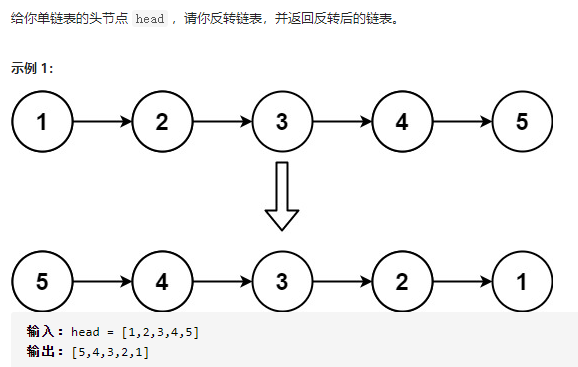 给你单链表的头节点 head ，请你反转链表，并返回反转后的链表。
示例 1：
1 2 3 4 5
5 4 3 2 1
输入：head = [1,2,3,4,5]
输出：[5,4,3,2,1]